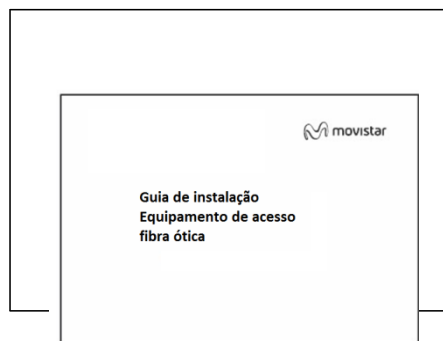 movistar
Guia de instalação
Equipamento de acesso
fibra ótica